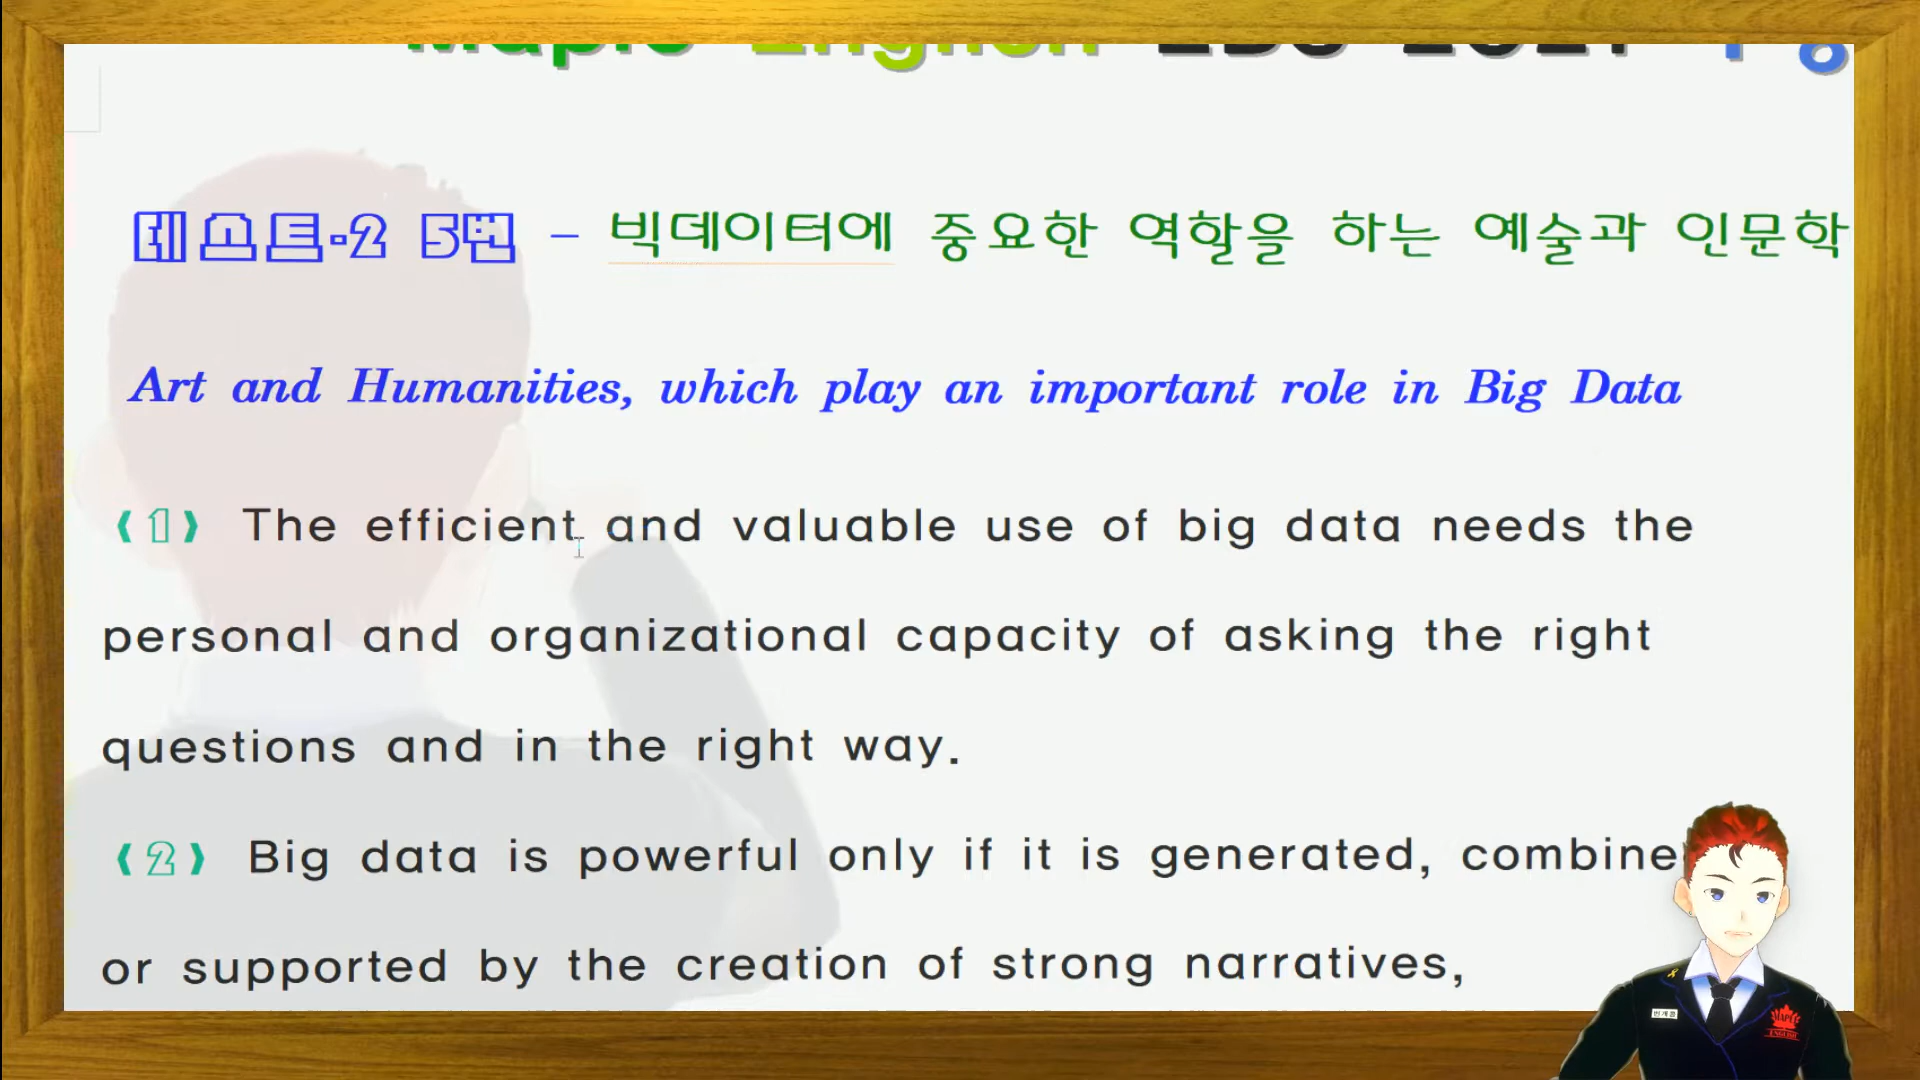 Maple English EBS 2021
테스트-2 5번 – 빅데이터에 중요한 역할을 하는 예술과 인문학
Art and Humanities, which play an important role in Big Data
(1) The efficient and valuable use of big data needs the
personal and organizational capacity of asking the right
questions and in the right way.
(2) Big data is powerful only if it is generated, combine
or supported by the creation of strong narratives,